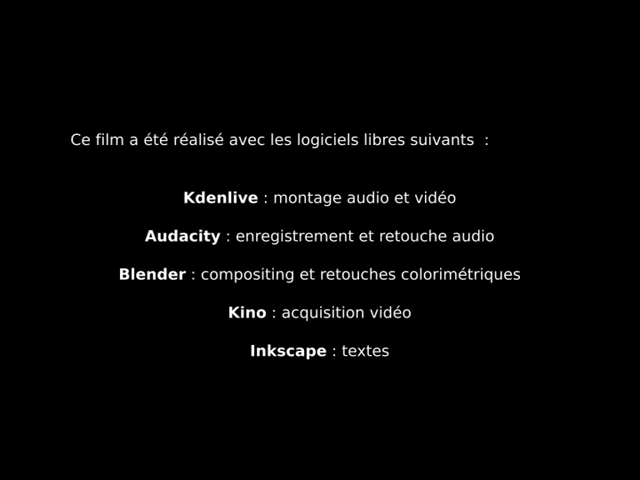 Ce film a été réalisé avec les logiciels libres suivants  :
Kdenlive : montage audio et vidéo
Audacity : enregistrement et retouche audio
Blender : compositing et retouches colorimétriques
Kino : acquisition vidéo
Inkscape : textes